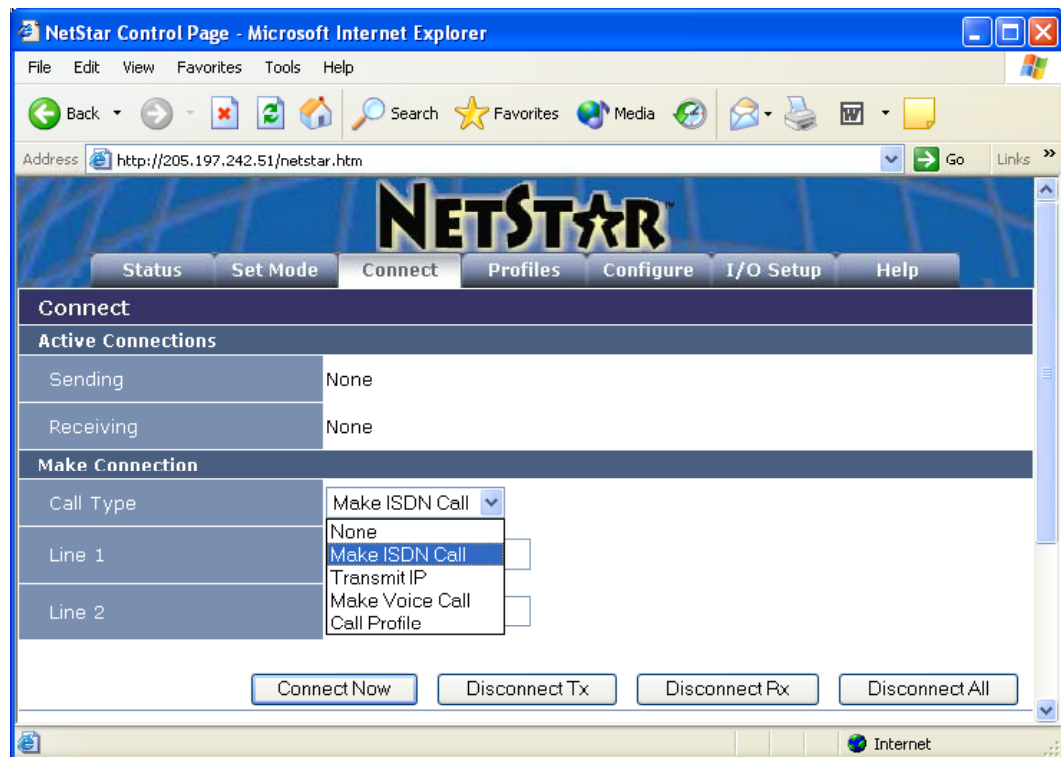 NetStar Control Page - Microsoft Internet Explorer
File Edit View Favorites Tools Help
Back Search Favorites Media
Address http://205.197.242.51/netstar.htm Go Links »
NETSTAR™
Status Set Mode Connect Profiles Configure I/O Setup Help
Connect
Active Connections
Sending None
Receiving None
Make Connection
Call Type Make ISDN Call
None
Line 1 Make ISDN Call
Transmit IP
Line 2 Make Voice Call
Call Profile
Connect Now Disconnect Tx Disconnect Rx Disconnect All
Internet